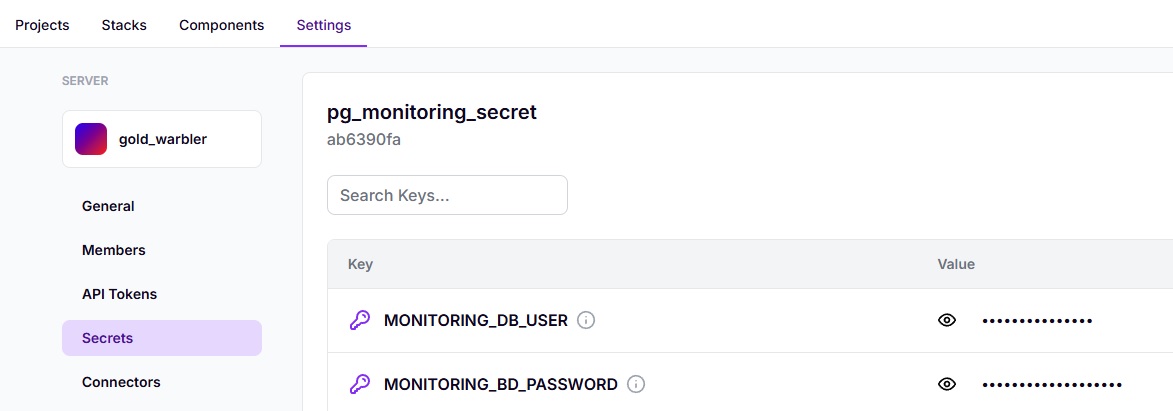 Projects Stacks Components Settings
SERVER
gold_warbler
General
Members
API Tokens
Secrets
Connectors
pg_monitoring_secret
ab6390fa
Search Keys...
Key Value
MONITORING_DB_USER •••••••••••••••
MONITORING_BD_PASSWORD •••••••••••••••••••